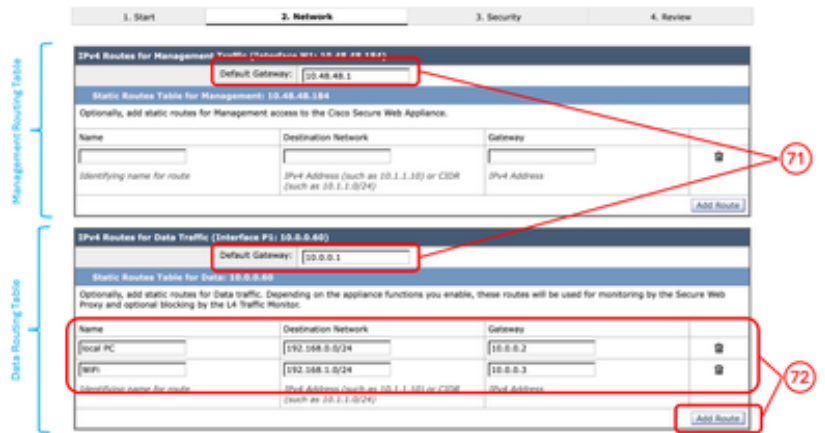 1. Start
2. Network
3. Security
4. Review
Management Routing Table
IPv4 Routes for Management Traffic (Interface M1: 10.48.48.184)
Default Gateway: 10.48.48.1
Static Routes Table for Management: 10.48.48.184
Optionally, add static routes for Management access to the Cisco Secure Web Appliance.
Name Destination Network Gateway
Identifying name for route IPv4 Address (such as 10.1.1.10) or CIDR IPv4 Address
(such as 10.1.1.0/24)
Add Route
71
Data Routing Table
IPv4 Routes for Data Traffic (Interface P1: 10.0.0.60)
Default Gateway: 10.0.0.1
Static Routes Table for Data: 10.0.0.60
Optionally, add static routes for Data traffic. Depending on the appliance functions you enable, these routes will be used for monitoring by the Secure Web
Proxy and optional blocking by the L4 Traffic Monitor.
Name Destination Network Gateway
local PC 192.168.0.0/24 10.0.0.2
WiFi 192.168.1.0/24 10.0.0.3
Identifying name for route IPv4 Address (such as 10.1.1.10) or CIDR IPv4 Address
(such as 10.1.1.0/24)
72
Add Route